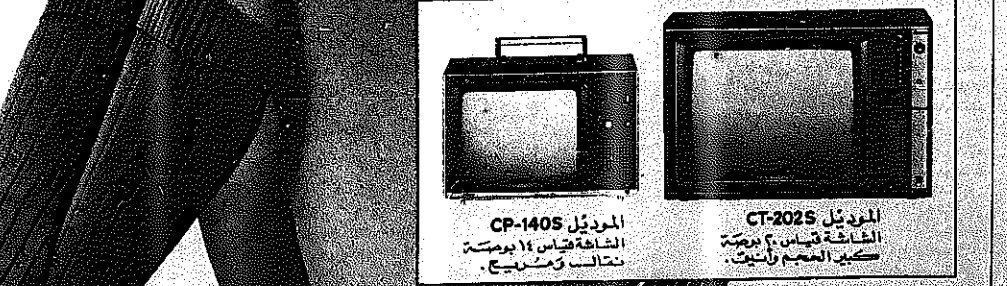 الموديل CT-202S
الشاشة قياس ٢٠ بوصة
كبير الحجم وأنيق.
الموديل CP-140S
الشاشة قياس ١٤ بوصة
نقال ومريح.